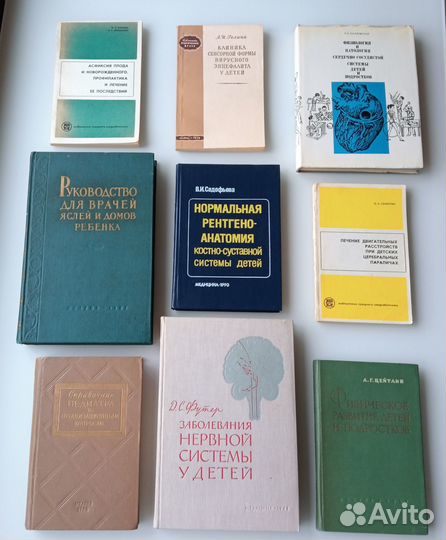 АСФИКСИЯ ПЛОДА
И НОВОРОЖДЕННОГО,
ПРОФИЛАКТИКА
И ЛЕЧЕНИЕ
ЕЕ ПОСЛЕДСТВИЙ
КЛИНИКА
СЕНСОРНОЙ ФОРМЫ
ВИРУСНОГО
ЭНЦЕФАЛИТА
У ДЕТЕЙ
ФИЗИОЛОГИЯ И
ПАТОЛОГИЯ
СЕРДЕЧНО СОСУДИСТОЙ
СИСТЕМЫ
ДЕТЕЙ И
ПОДРОСТКОВ
РУКОВОДСТВО
ДЛЯ ВРАЧЕЙ
ЯСЛЕЙ И ДОМОВ
РЕБЕНКА
В.И.Садофьева
НОРМАЛЬНАЯ
РЕНТГЕНО-
АНАТОМИЯ
костно-суставной
системы детей
МЕДИЦИНА·1990
ЛЕЧЕНИЕ ДВИГАТЕЛЬНЫХ
РАССТРОЙСТВ
ПРИ ДЕТСКИХ
ЦЕРЕБРАЛЬНЫХ
ПАРАЛИЧАХ
Справочник
ПЕДИАТРА
Д.С.Футер
ЗАБОЛЕВАНИЯ
НЕРВНОЙ
СИСТЕМЫ
У ДЕТЕЙ
А.Г.ЦЕЙТЛИН
ФИЗИЧЕСКОЕ
РАЗВИТИЕ ДЕТЕЙ
И ПОДРОСТКОВ
Avito